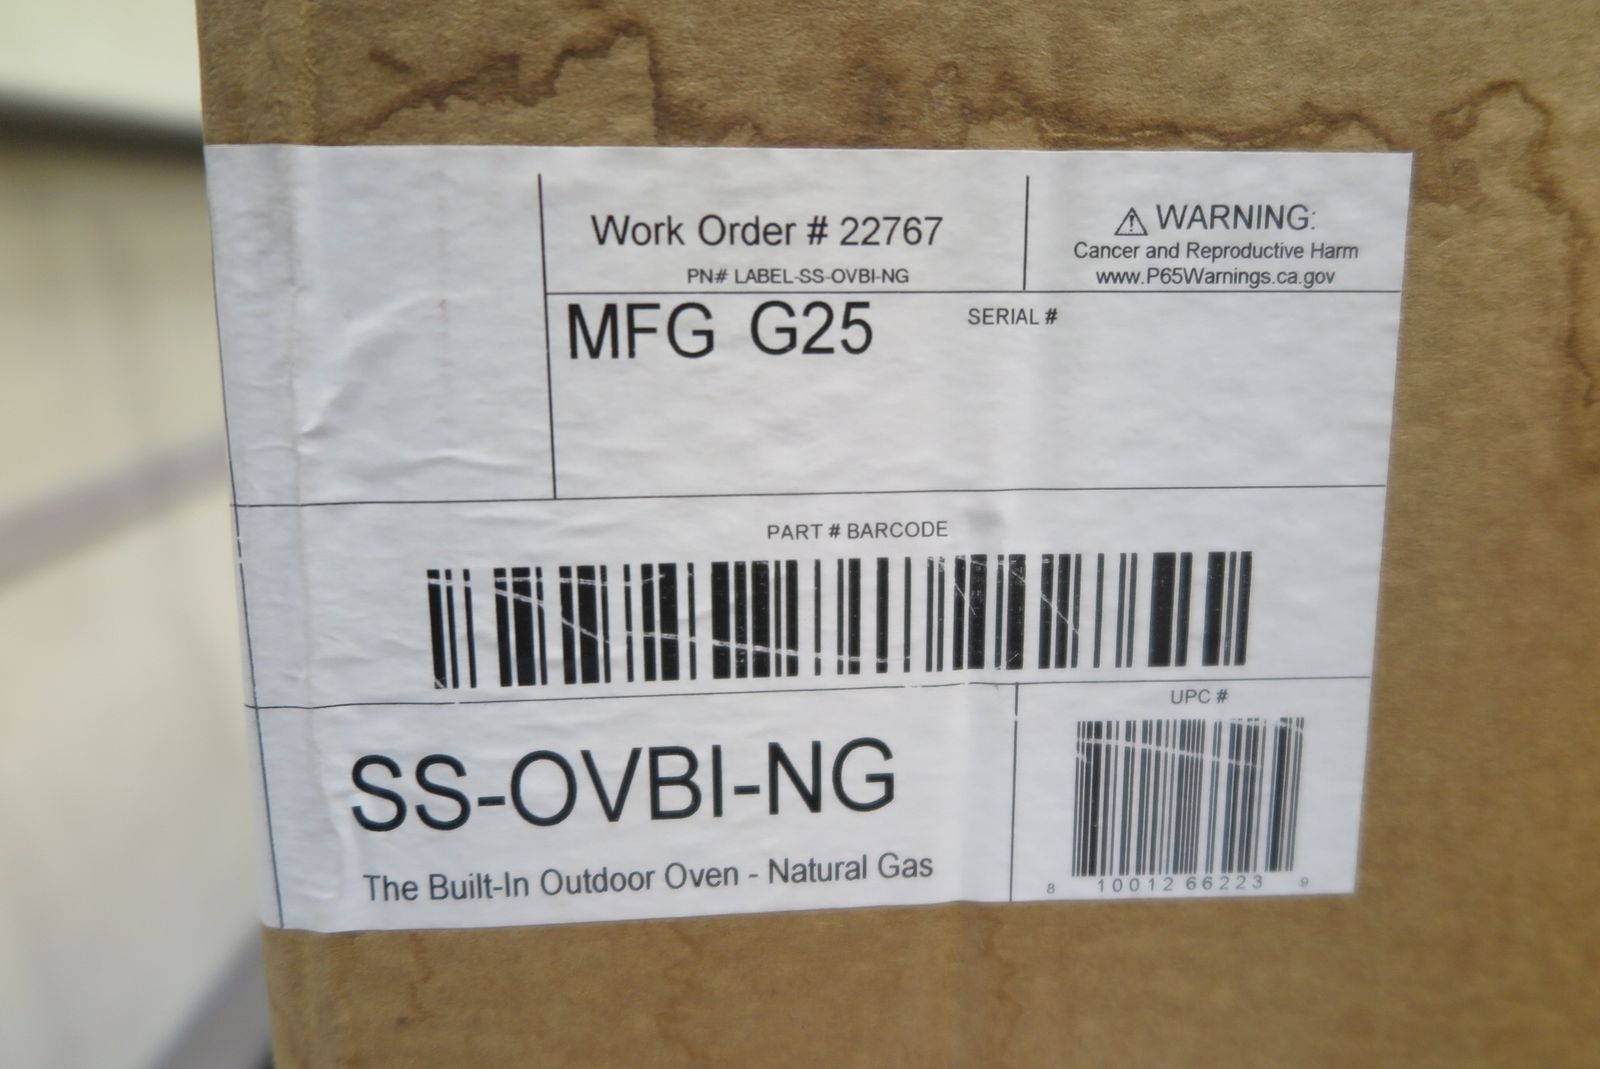 Work Order # 22767
PN# LABEL-SS-OVBI-NG
⚠ WARNING:
Cancer and Reproductive Harm
www.P65Warnings.ca.gov
MFG G25
SERIAL #
PART # BARCODE
SS-OVBI-NG
The Built-In Outdoor Oven - Natural Gas
UPC #
8 10012 66223 9